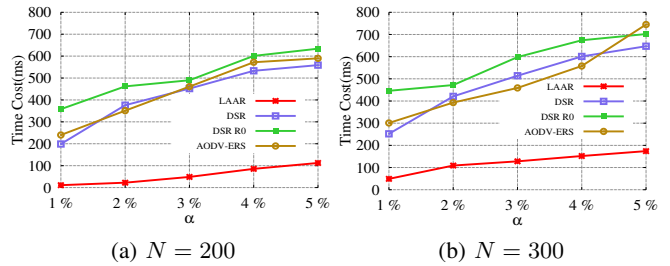 800
700
600
500
400
300
200
100
0
Time Cost(ms)
LAAR
DSR
DSR R0
AODV-ERS
1 % 2 % 3 % 4 % 5 %
α
(a) N = 200
800
700
600
500
400
300
200
100
0
Time Cost(ms)
LAAR
DSR
DSR R0
AODV-ERS
1 % 2 % 3 % 4 % 5 %
α
(b) N = 300